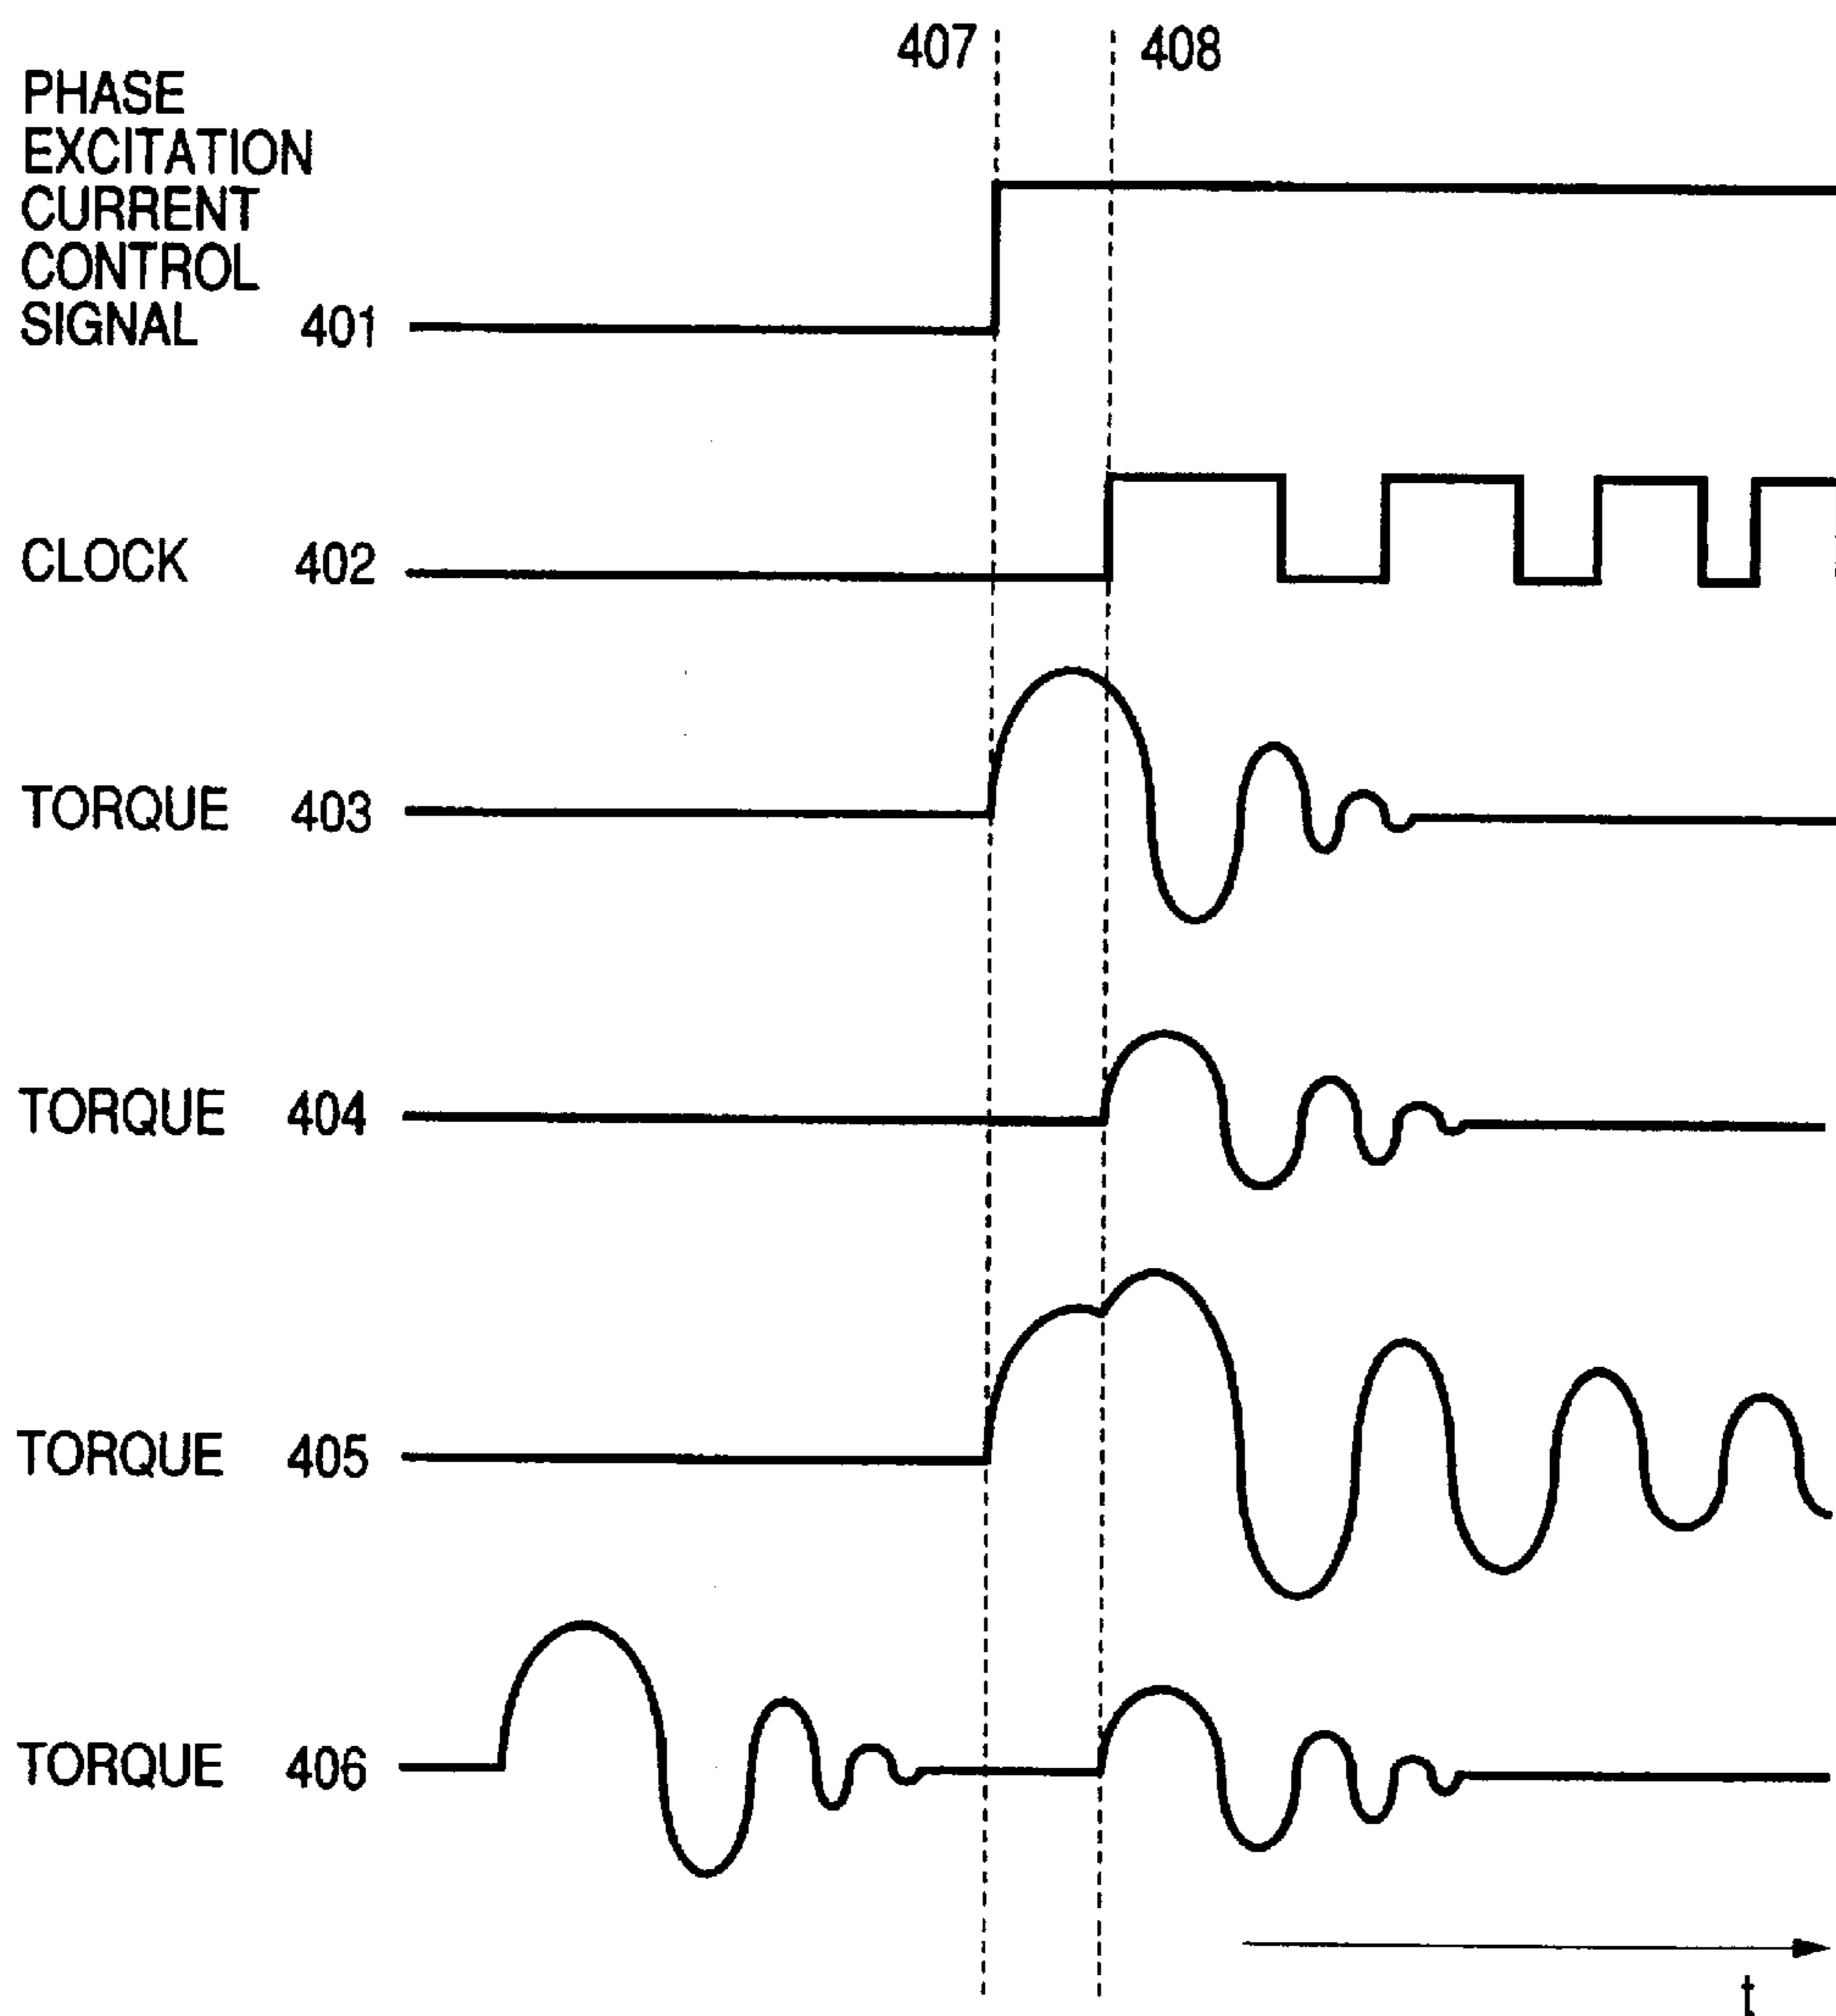 407 408
PHASE
EXCITATION
CURRENT
CONTROL
SIGNAL 401
CLOCK 402
TORQUE 403
TORQUE 404
TORQUE 405
TORQUE 406
t